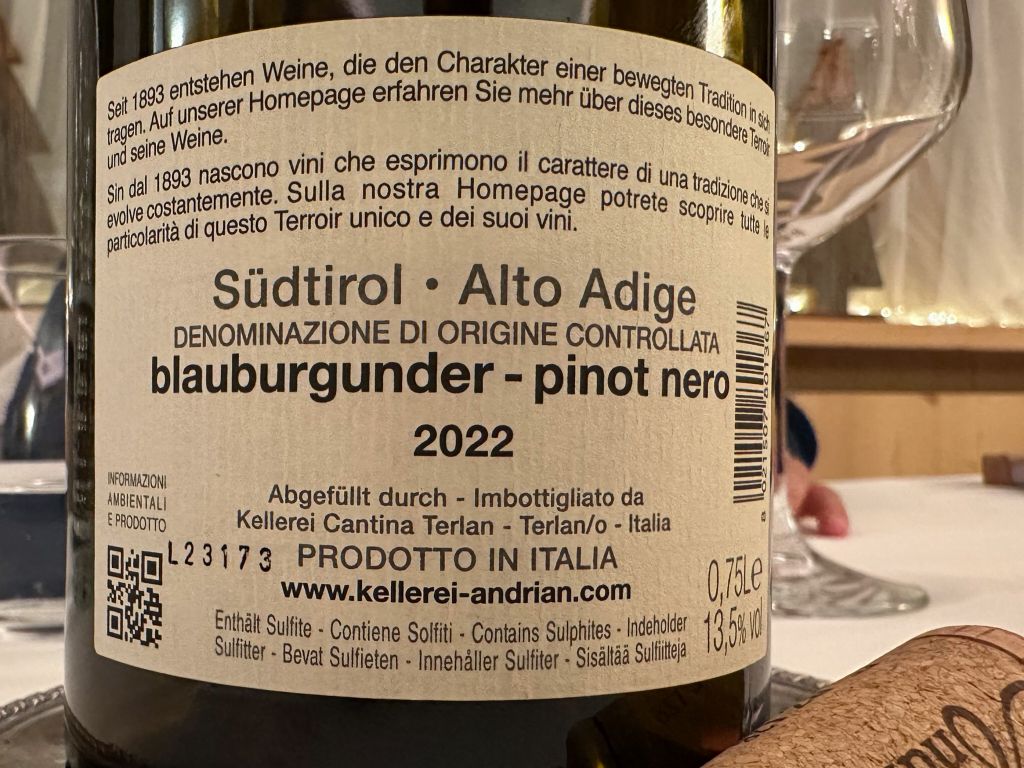 Seit 1893 entstehen Weine, die den Charakter einer bewegten Tradition in sich
tragen. Auf unserer Homepage erfahren Sie mehr über dieses besondere Terroir
und seine Weine.
Sin dal 1893 nascono vini che esprimono il carattere di una tradizione che si
evolve costantemente. Sulla nostra Homepage potrete scoprire tutte le
particolarità di questo Terroir unico e dei suoi vini.
Südtirol • Alto Adige
DENOMINAZIONE DI ORIGINE CONTROLLATA
blauburgunder - pinot nero
2022
INFORMAZIONI
AMBIENTALI
E PRODOTTO
Abgefüllt durch - Imbottigliato da
Kellerei Cantina Terlan - Terlan/o - Italia
L23173
PRODOTTO IN ITALIA
www.kellerei-andrian.com
0,75L e
13,5% vol
Enthält Sulfite - Contiene Solfiti - Contains Sulphites - Indeholder
Sulfitter - Bevat Sulfieten - Innehåller Sulfiter - Sisältää Sulfiitteja